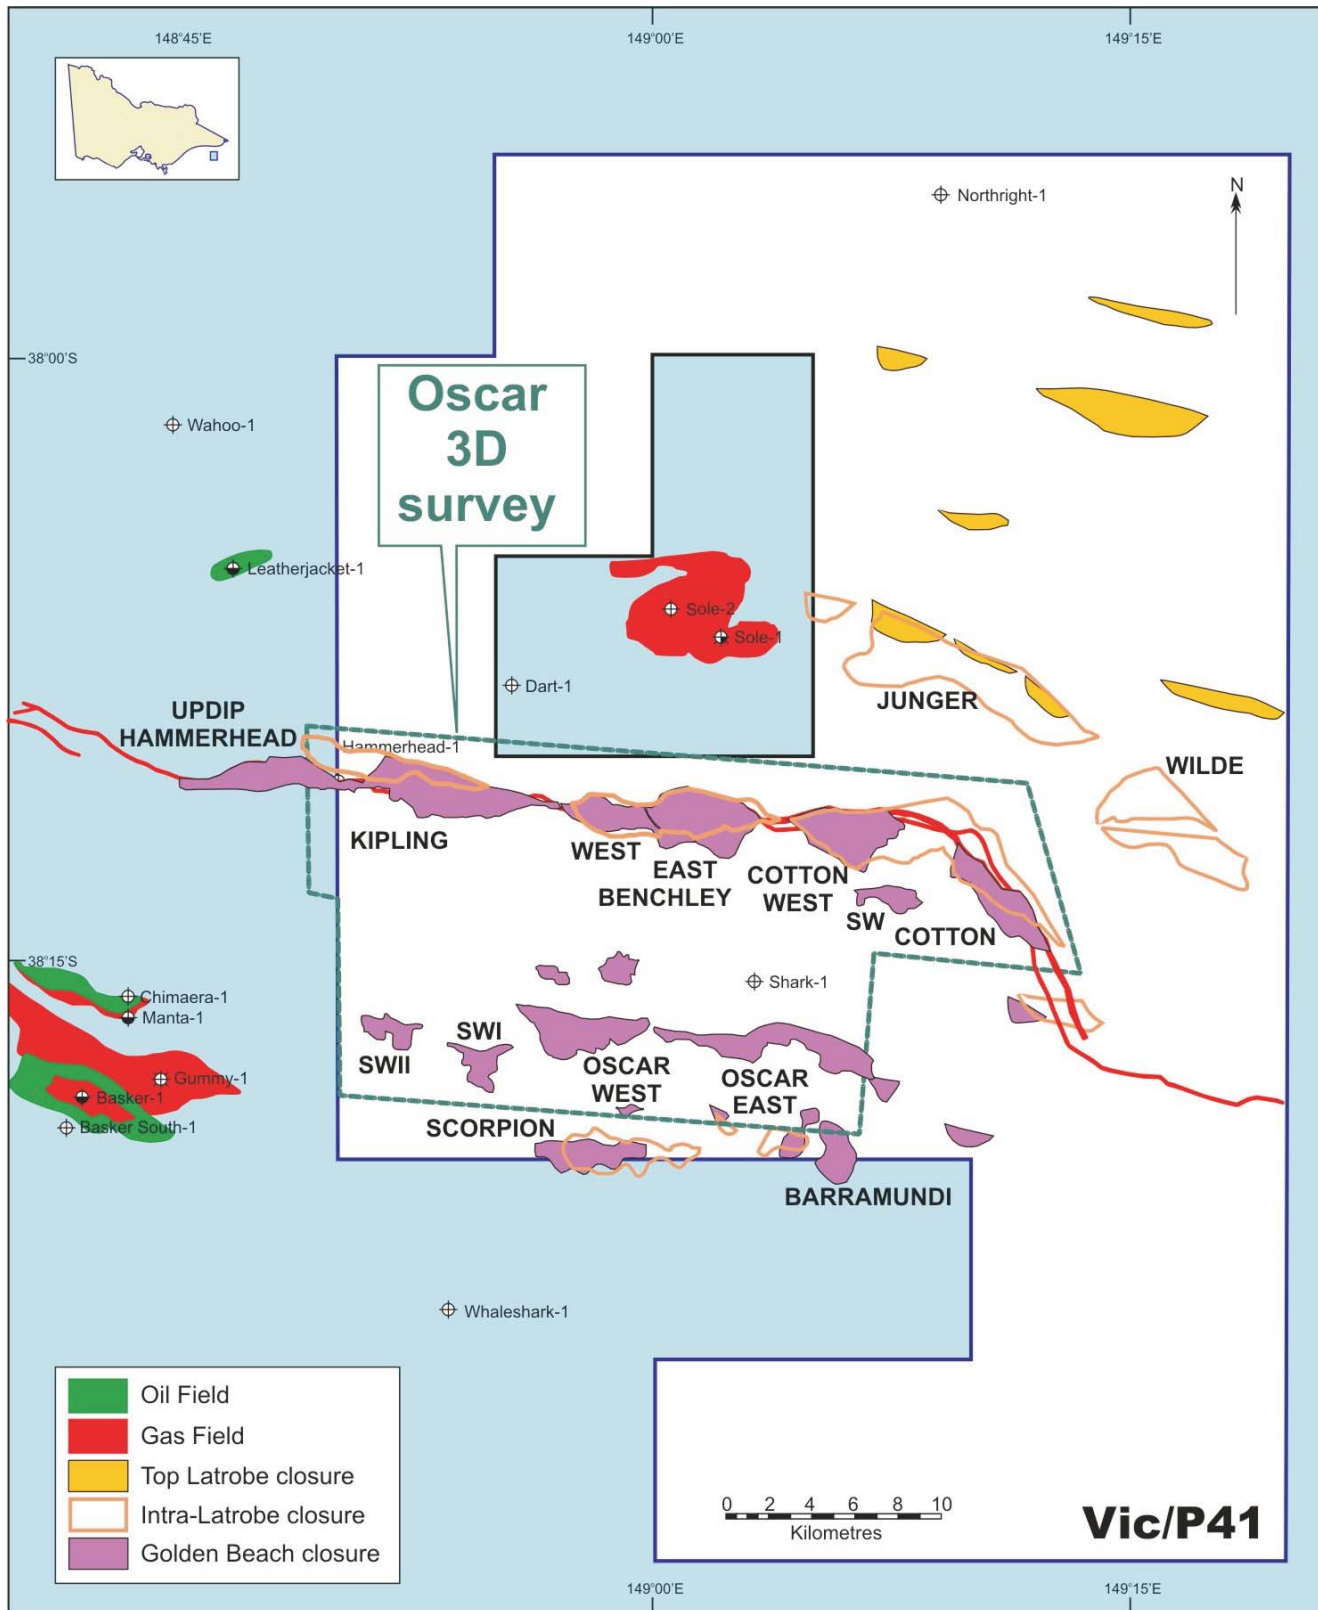 148°45'E
149°00'E
149°15'E
Northright-1
N
38°00'S
Oscar
3D
survey
Wahoo-1
Leatherjacket-1
Sole-2
Sole-1
Dart-1
JUNGER
UPDIP
HAMMERHEAD
Hammerhead-1
WILDE
KIPLING
WEST
EAST
BENCHLEY
COTTON
WEST
SW
COTTON
38°15'S
Shark-1
Chimaera-1
Manta-1
SWI
SWII
OSCAR
WEST
OSCAR
EAST
Gummy-1
Basker-1
Basker South-1
SCORPION
BARRAMUNDI
Whaleshark-1
Oil Field
Gas Field
Top Latrobe closure
Intra-Latrobe closure
Golden Beach closure
0 2 4 6 8 10
Kilometres
Vic/P41
149°00'E
149°15'E